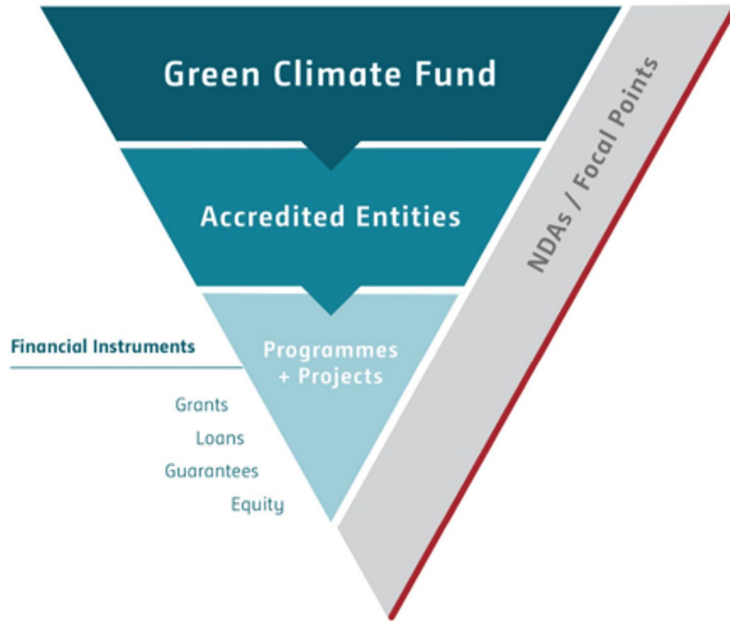 Green Climate Fund
NDAs / Focal Points
Accredited Entities
Financial Instruments
Programmes
+ Projects
Grants
Loans
Guarantees
Equity